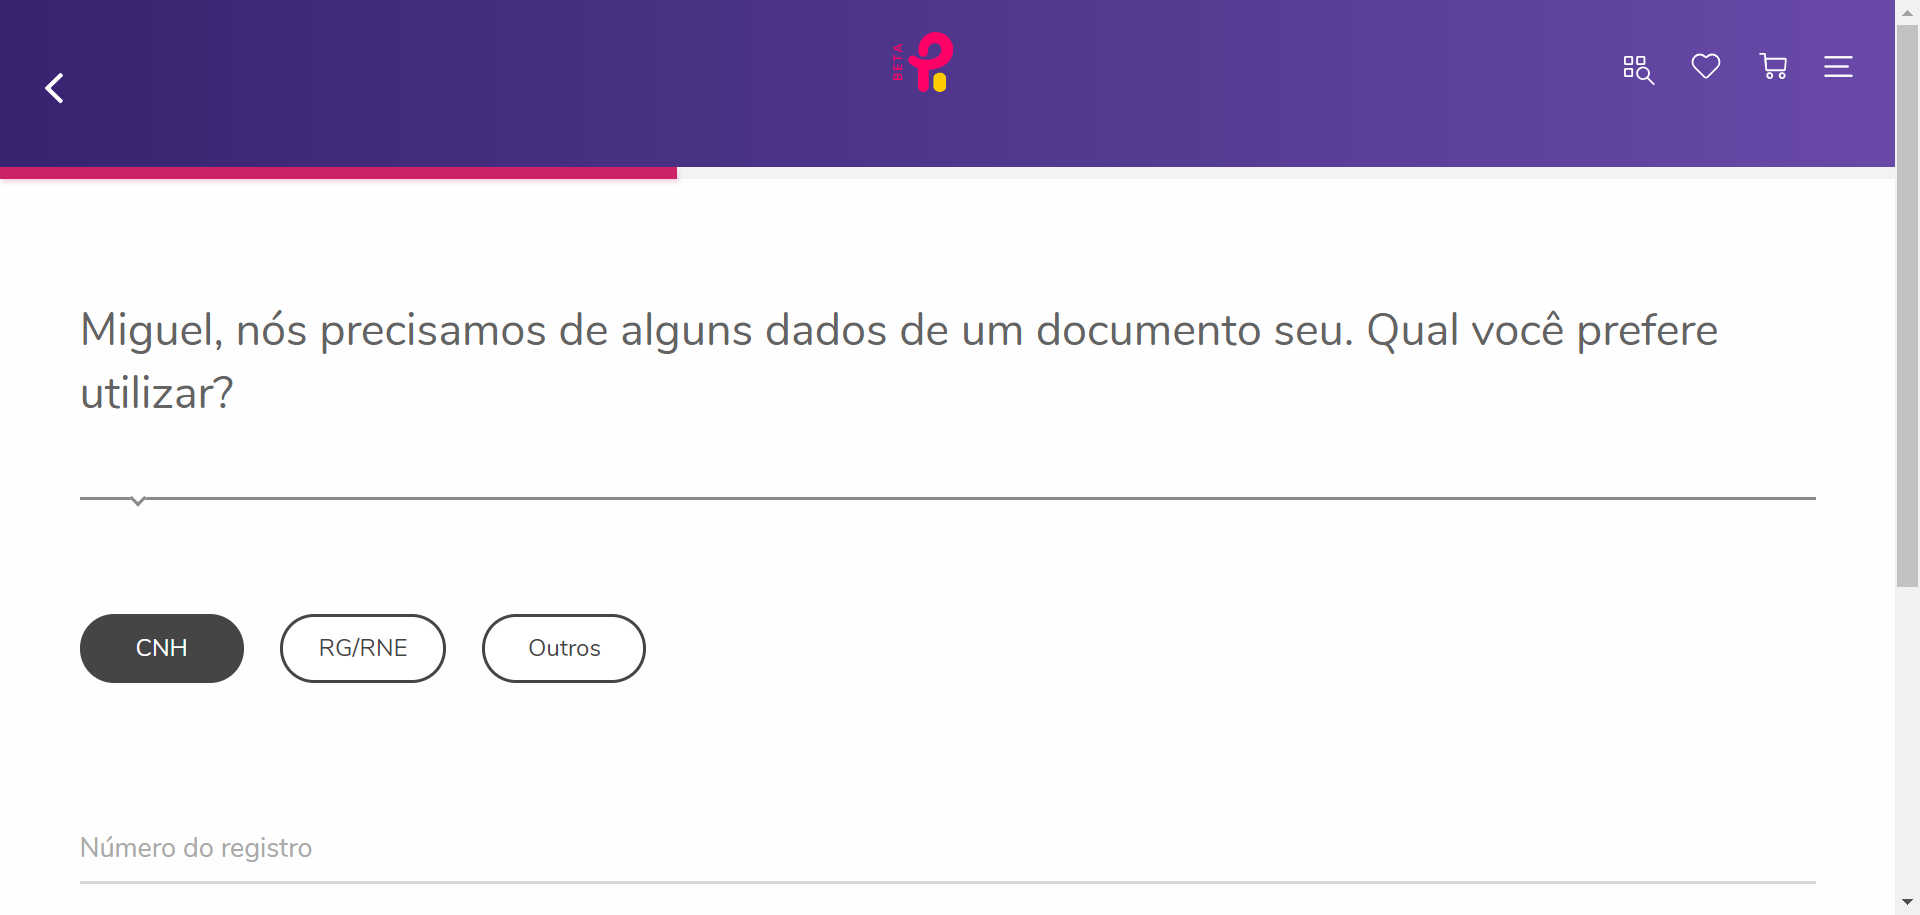 BETA
Miguel, nós precisamos de alguns dados de um documento seu. Qual você prefere
utilizar?
CNH
RG/RNE
Outros
Número do registro